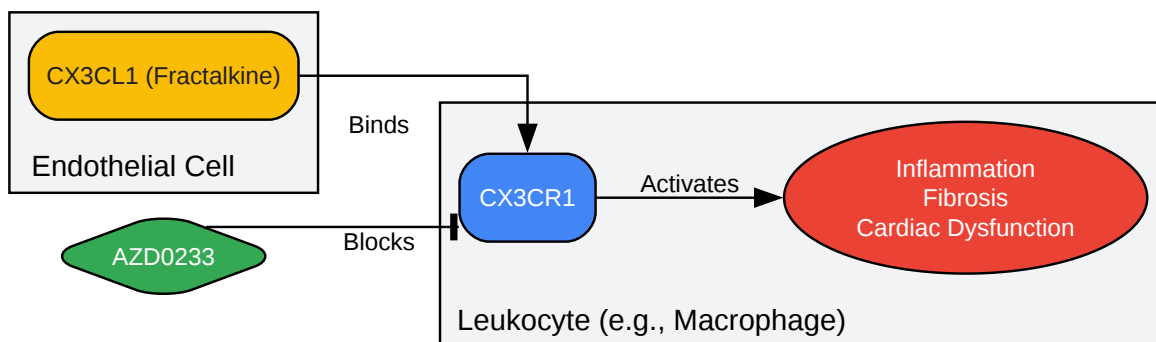 CX3CL1 (Fractalkine)
Endothelial Cell
Binds
CX3CR1
Activates
Inflammation
Fibrosis
Cardiac Dysfunction
AZD0233
Blocks
Leukocyte (e.g., Macrophage)